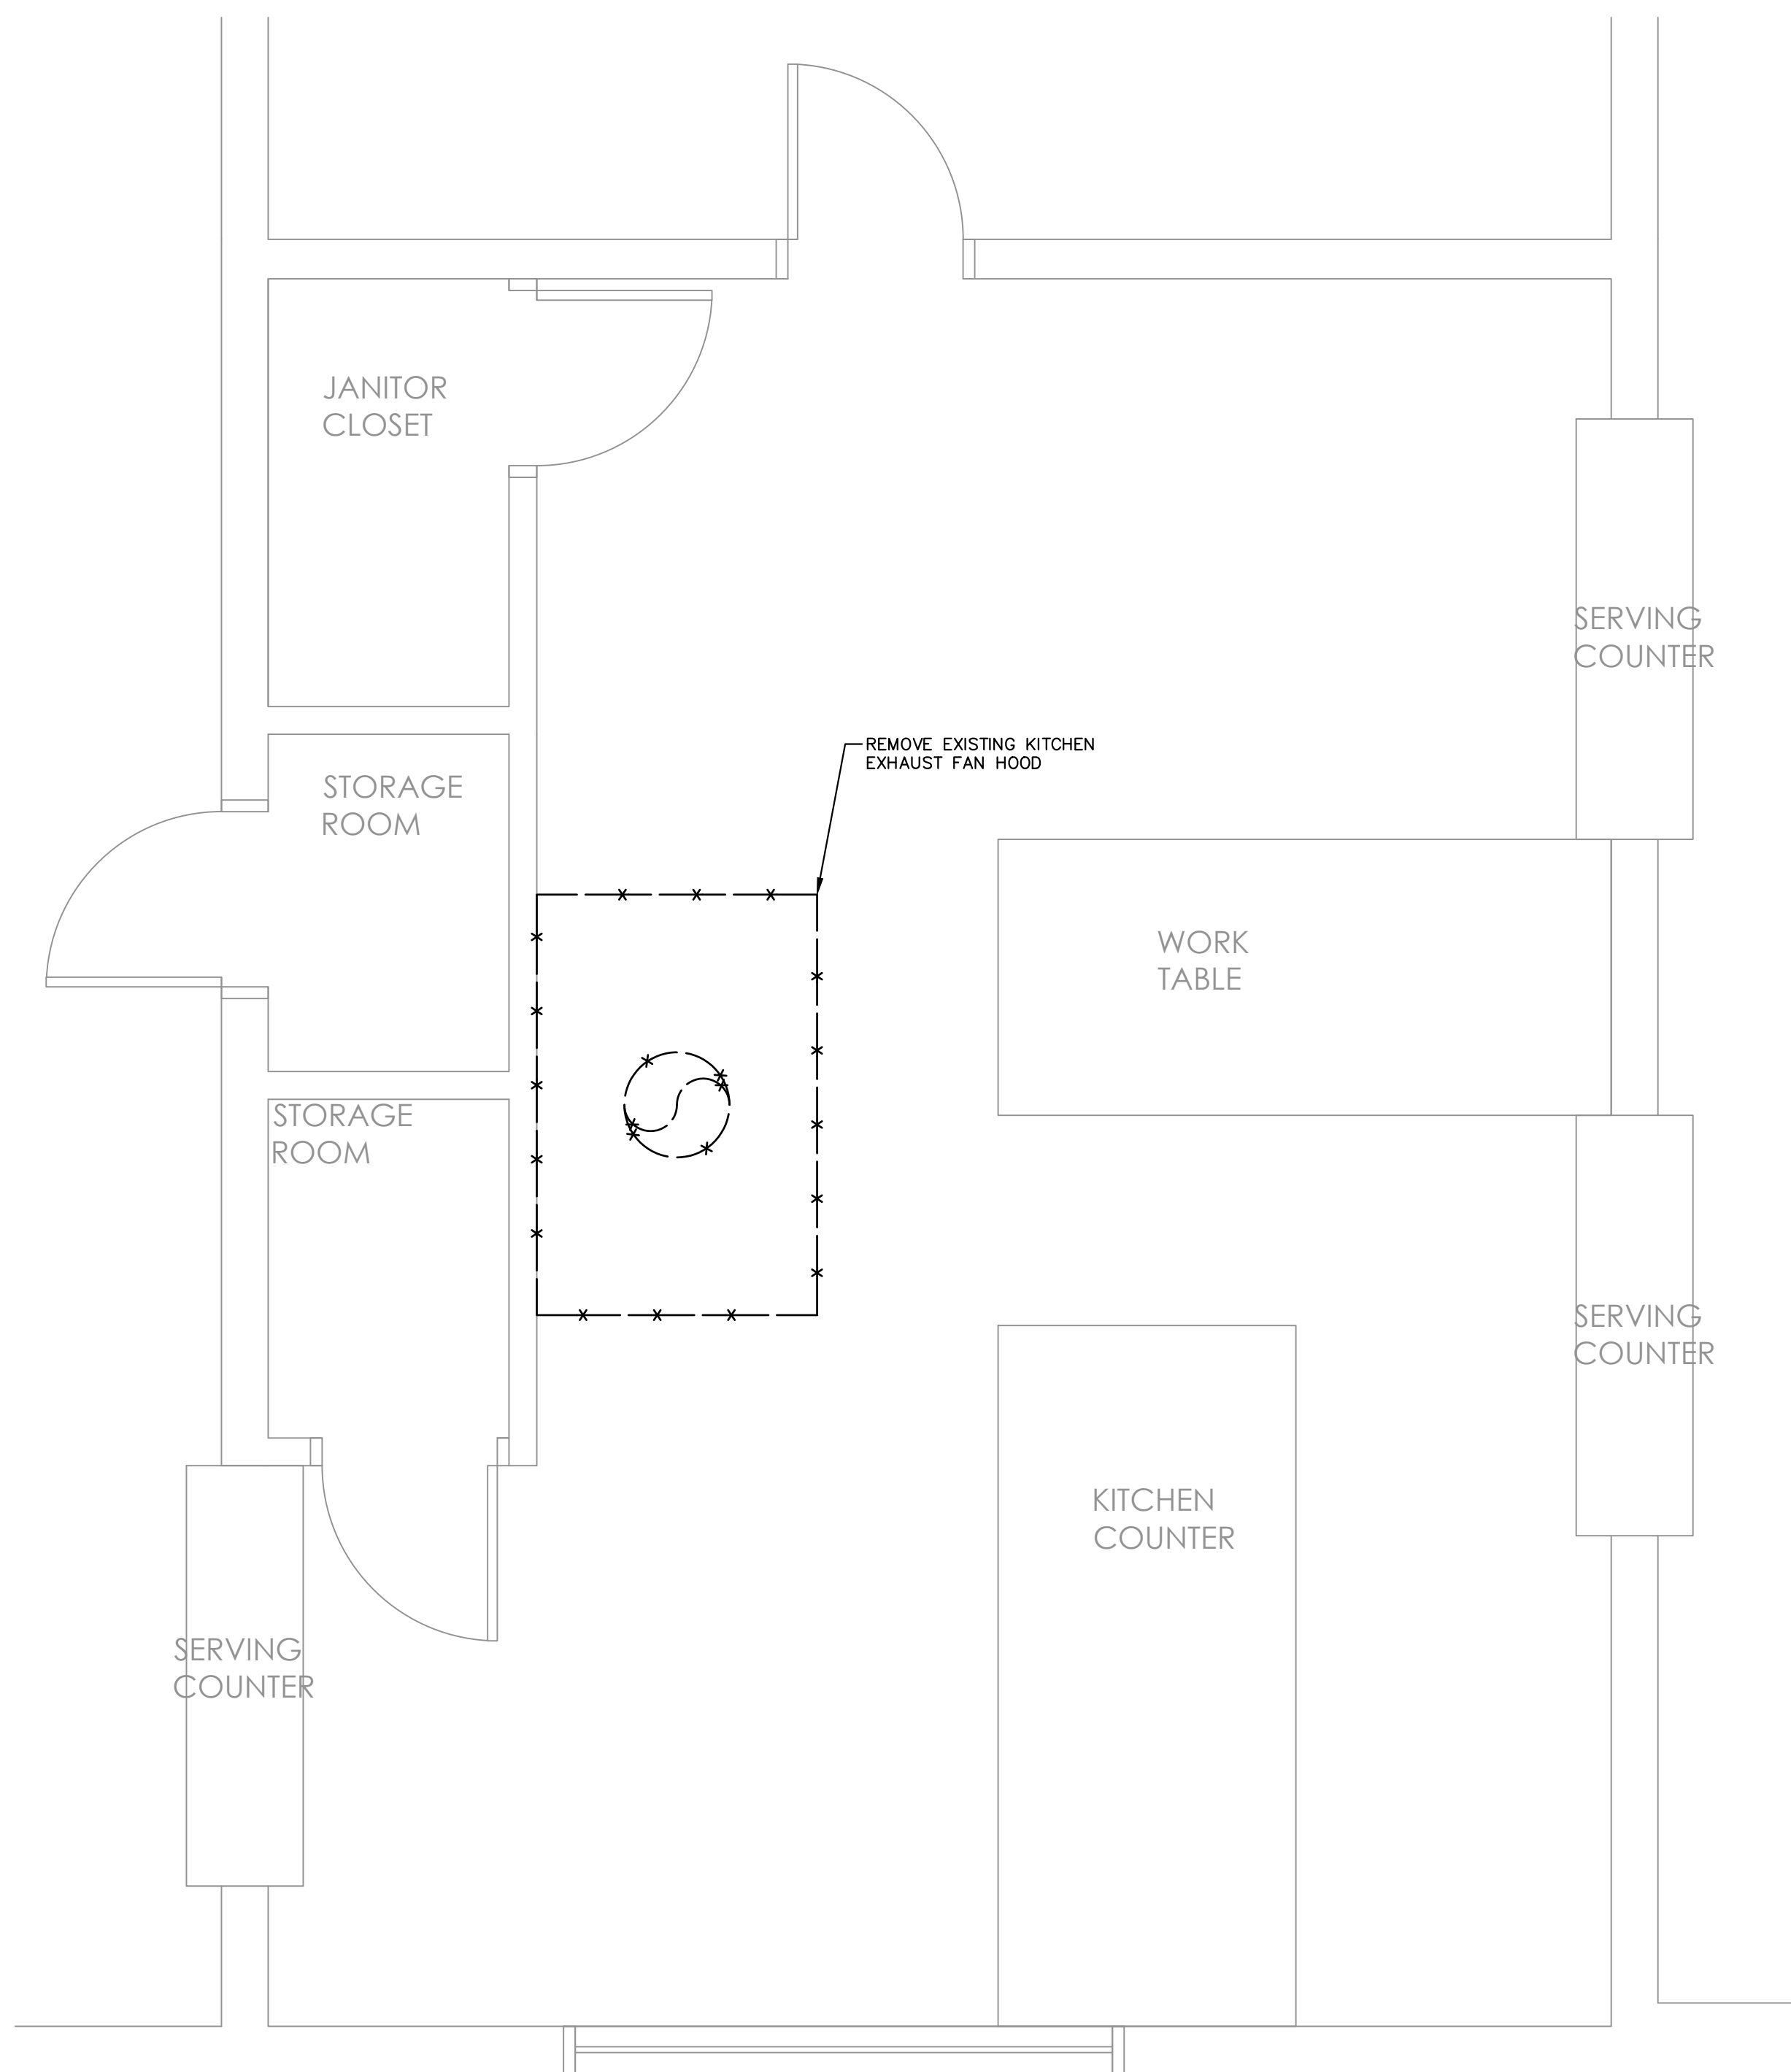 JANITOR
CLOSET
SERVING
COUNTER
REMOVE EXISTING KITCHEN
EXHAUST FAN HOOD
STORAGE
ROOM
WORK
TABLE
STORAGE
ROOM
SERVING
COUNTER
KITCHEN
COUNTER
SERVING
COUNTER